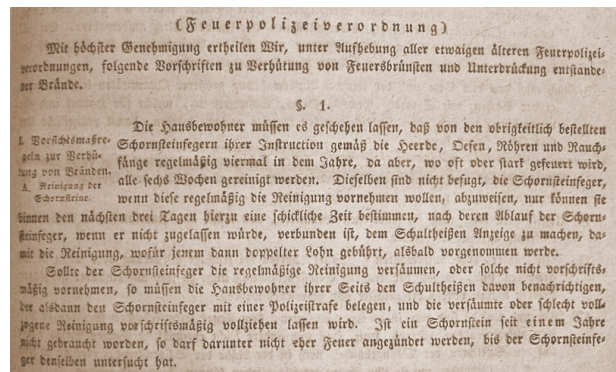 (Feuerpolizeiverordnung)
Mit höchster Genehmigung ertheilen Wir, unter Aufhebung aller etwaigen älteren Feuerpolizei-
verordnungen, folgende Vorschriften zu Verhütung von Feuersbrünsten und Unterdrückung entstande-
ner Brände.
§. 1.
I. Vorsichtsmaßre-
geln zur Verhü-
tung von Bränden.
A. Reinigung der
Schornsteine.
Die Hausbewohner müssen es geschehen lassen, daß von den obrigkeitlich bestellten
Schornsteinfegern ihrer Instruction gemäß die Heerde, Oefen, Röhren und Rauch-
fänge regelmäßig viermal in dem Jahre, da aber, wo oft oder stark gefeuert wird,
alle sechs Wochen gereinigt werden. Dieselben sind nicht befugt, die Schornsteinfeger,
wenn diese regelmäßig die Reinigung vornehmen wollen, abzuweisen, nur können sie
binnen den nächsten drei Tagen hierzu eine schickliche Zeit bestimmen, nach deren Ablauf der Schorn-
steinfeger, wenn er nicht zugelassen würde, verbunden ist, dem Schultheißen Anzeige zu machen, da-
mit die Reinigung, wofür jenem dann doppelter Lohn gebührt, alsbald vorgenommen werde.
Sollte der Schornsteinfeger die regelmäßige Reinigung versäumen, oder solche nicht vorschrifts-
mäßig vornehmen, so müssen die Hausbewohner ihrer Seits den Schultheißen davon benachrichtigen,
der alsdann den Schornsteinfeger mit einer Polizeistrafe belegen, und die versäumte oder schlecht voll-
zogene Reinigung vorschriftsmäßig vollziehen lassen wird. Ist ein Schornstein seit einem Jahre
nicht gebraucht worden, so darf darunter nicht eher Feuer angezündet werden, bis der Schornsteinfe-
ger denselben untersucht hat.